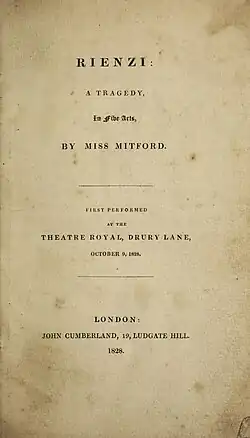 RIENZI:
A TRAGEDY,
In Five Acts,
BY MISS MITFORD.
FIRST PERFORMED
AT THE
THEATRE ROYAL, DRURY LANE,
OCTOBER 9, 1828.
LONDON:
JOHN CUMBERLAND, 19, LUDGATE HILL.
1828.